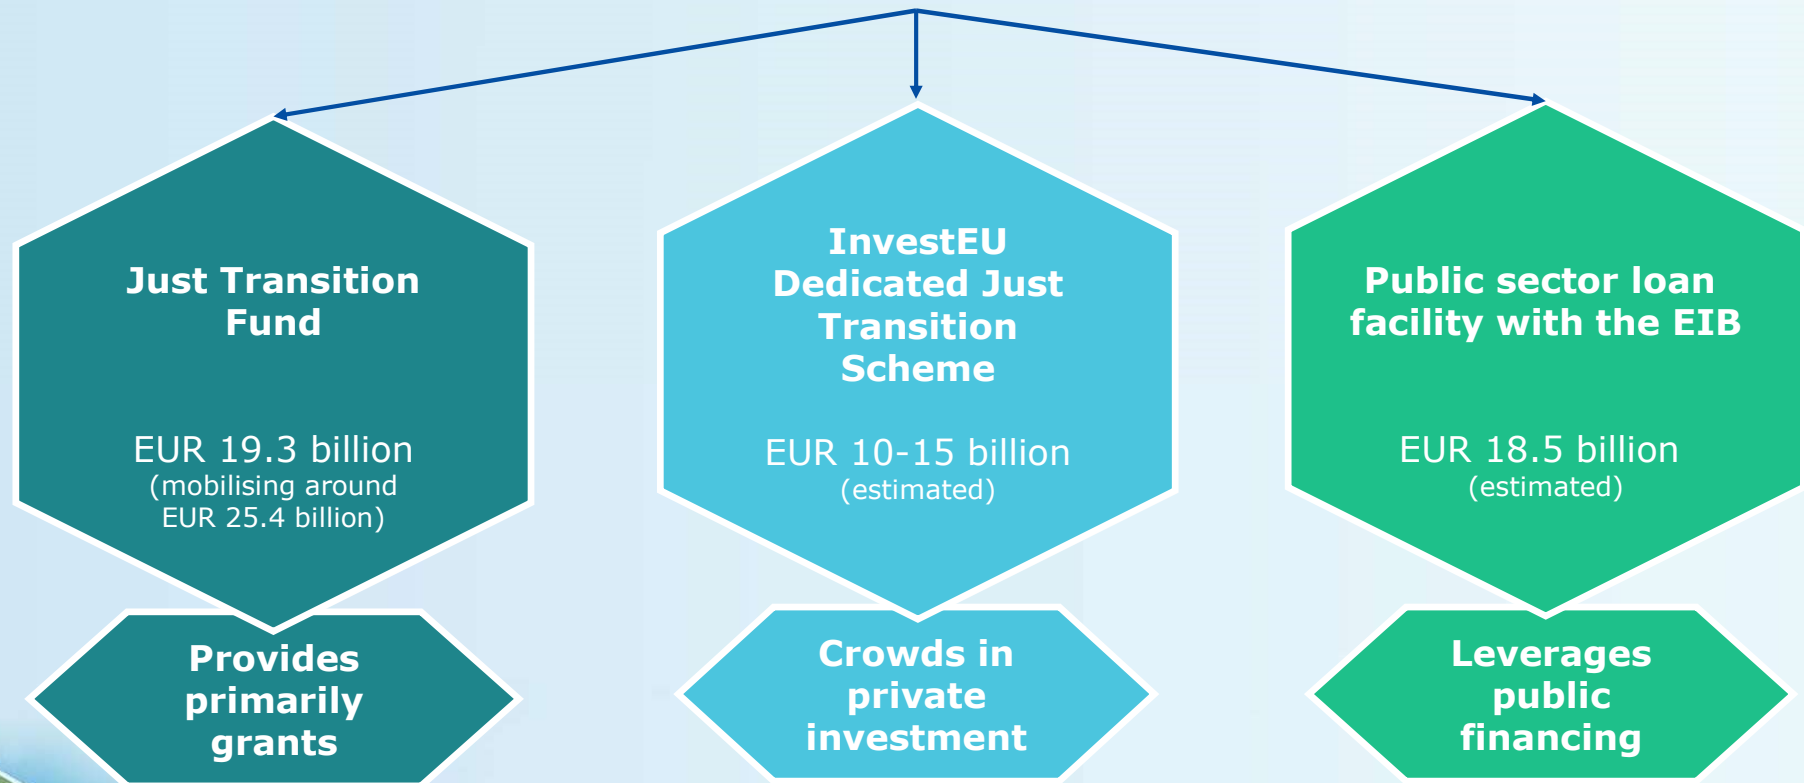 Just Transition
Fund
EUR 19.3 billion
(mobilising around
EUR 25.4 billion)
Provides
primarily
grants
InvestEU
Dedicated Just
Transition
Scheme
EUR 10-15 billion
(estimated)
Crowds in
private
investment
Public sector loan
facility with the EIB
EUR 18.5 billion
(estimated)
Leverages
public
financing